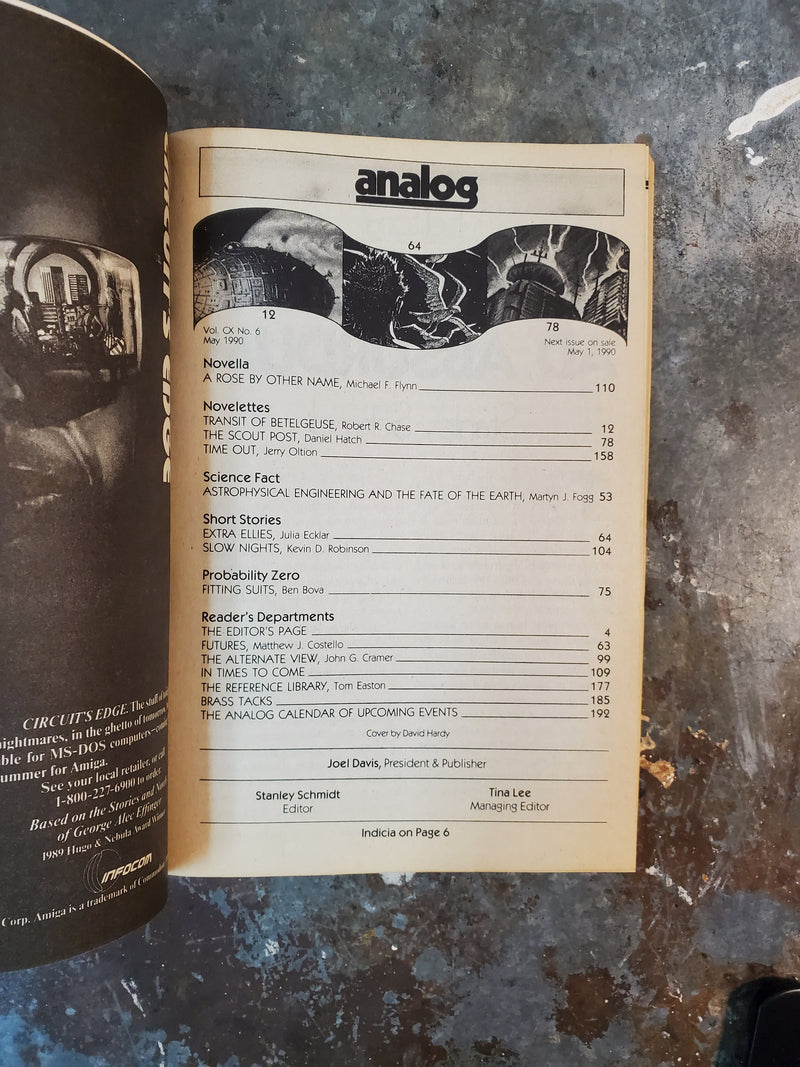 CIRCUIT'S EDGE. The stuff of
nightmares, in the ghetto of tomorrow
for MS-DOS computers—
ummer for Amiga.
See your local retailer, or call
1-800-227-6900 to order.
Based on the Stories and
of George Alec Effinger
1989 Hugo & Nebula Award Winner
INFOCOM
Corp. Amiga is a trademark of Commodore
analog
64
12
78
Vol. CX No. 6
May 1990
Next issue on sale
May 1, 1990
Novella
A ROSE BY OTHER NAME, Michael F. Flynn 110
Novelettes
TRANSIT OF BETELGEUSE, Robert R. Chase 12
THE SCOUT POST, Daniel Hatch 78
TIME OUT, Jerry Oltion 158
Science Fact
ASTROPHYSICAL ENGINEERING AND THE FATE OF THE EARTH, Martyn J. Fogg 53
Short Stories
EXTRA ELLIES, Julia Ecklar 64
SLOW NIGHTS, Kevin D. Robinson 104
Probability Zero
FITTING SUITS, Ben Bova 75
Reader's Departments
THE EDITOR'S PAGE 4
FUTURES, Matthew J. Costello 63
THE ALTERNATE VIEW, John G. Cramer 99
IN TIMES TO COME 109
THE REFERENCE LIBRARY, Tom Easton 177
BRASS TACKS 185
THE ANALOG CALENDAR OF UPCOMING EVENTS 192
Cover by David Hardy
Joel Davis, President & Publisher
Stanley Schmidt
Editor
Tina Lee
Managing Editor
Indicia on Page 6